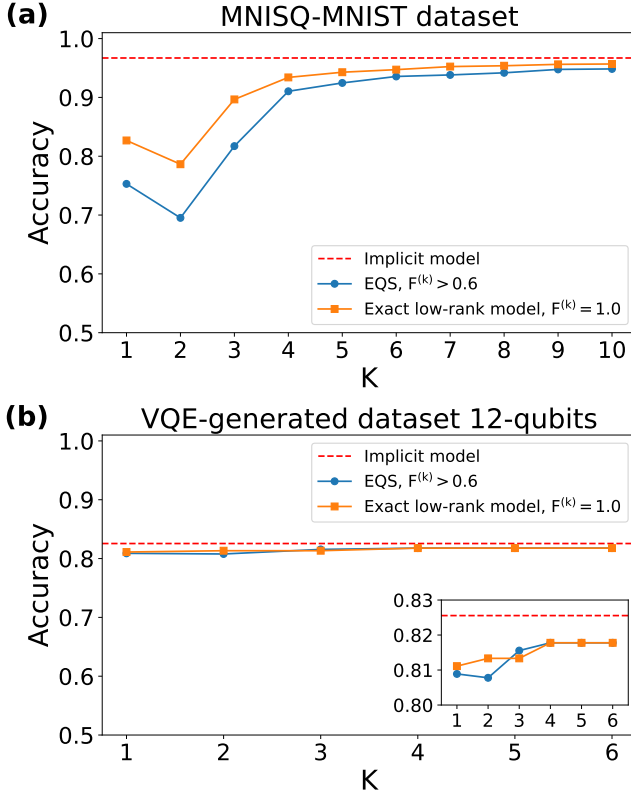 (a)
MNISQ-MNIST dataset
1.0
0.9
0.8
0.7
0.6
0.5
Accuracy
Implicit model
EQS, F^(k) > 0.6
Exact low-rank model, F^(k) = 1.0
1 2 3 4 5 6 7 8 9 10
K
(b)
VQE-generated dataset 12-qubits
1.0
0.9
0.8
0.7
0.6
0.5
Accuracy
Implicit model
EQS, F^(k) > 0.6
Exact low-rank model, F^(k) = 1.0
0.83
0.82
0.81
0.80
1 2 3 4 5 6
1 2 3 4 5 6
K